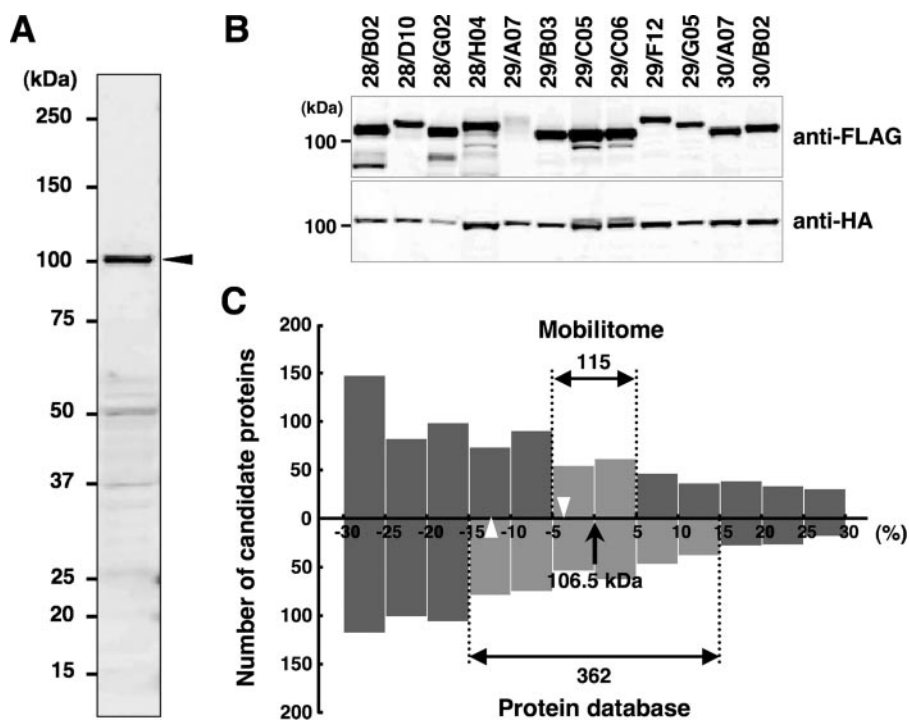 A
(kDa)
250
150
100
75
50
37
25
20
15
B
28/B02
28/D10
28/G02
28/H04
29/A07
29/B03
29/C05
29/C06
29/F12
29/G05
30/A07
30/B02
(kDa)
100
anti-FLAG
100
anti-HA
C
Number of candidate proteins
200
150
100
50
0
50
100
150
200
Mobilitome
115
-30 -25 -20 -15 -10 -5 0 5 10 15 20 25 30 (%)
106.5 kDa
362
Protein database